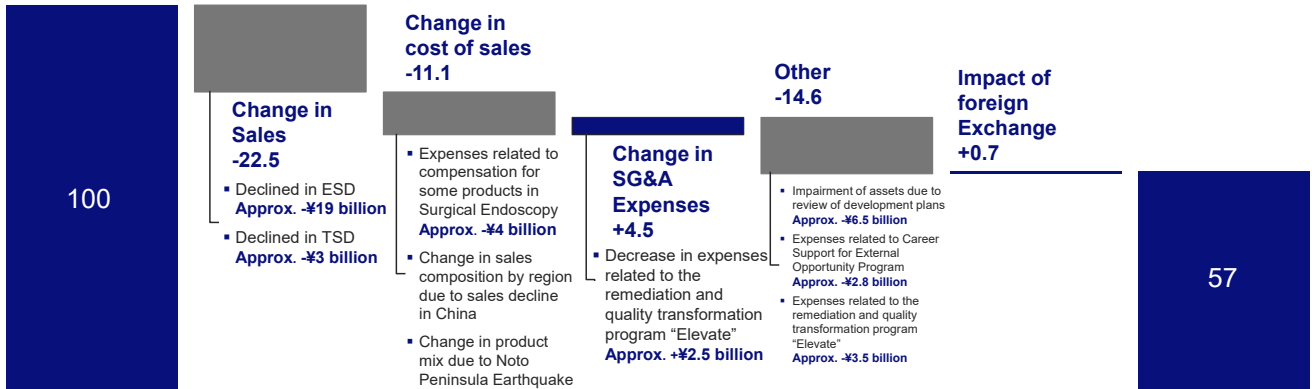 100
Change in
Sales
-22.5
▪ Declined in ESD
Approx. -¥19 billion
▪ Declined in TSD
Approx. -¥3 billion
Change in
cost of sales
-11.1
▪ Expenses related to
compensation for
some products in
Surgical Endoscopy
Approx. -¥4 billion
▪ Change in sales
composition by region
due to sales decline
in China
▪ Change in product
mix due to Noto
Peninsula Earthquake
Change in
SG&A
Expenses
+4.5
▪ Decrease in expenses
related to the
remediation and
quality transformation
program “Elevate”
Approx. +¥2.5 billion
Other
-14.6
▪ Impairment of assets due to
review of development plans
Approx. -¥6.5 billion
▪ Expenses related to Career
Support for External
Opportunity Program
Approx. -¥2.8 billion
▪ Expenses related to the
remediation and quality
transformation program
“Elevate”
Approx. -¥3.5 billion
Impact of
foreign
Exchange
+0.7
57